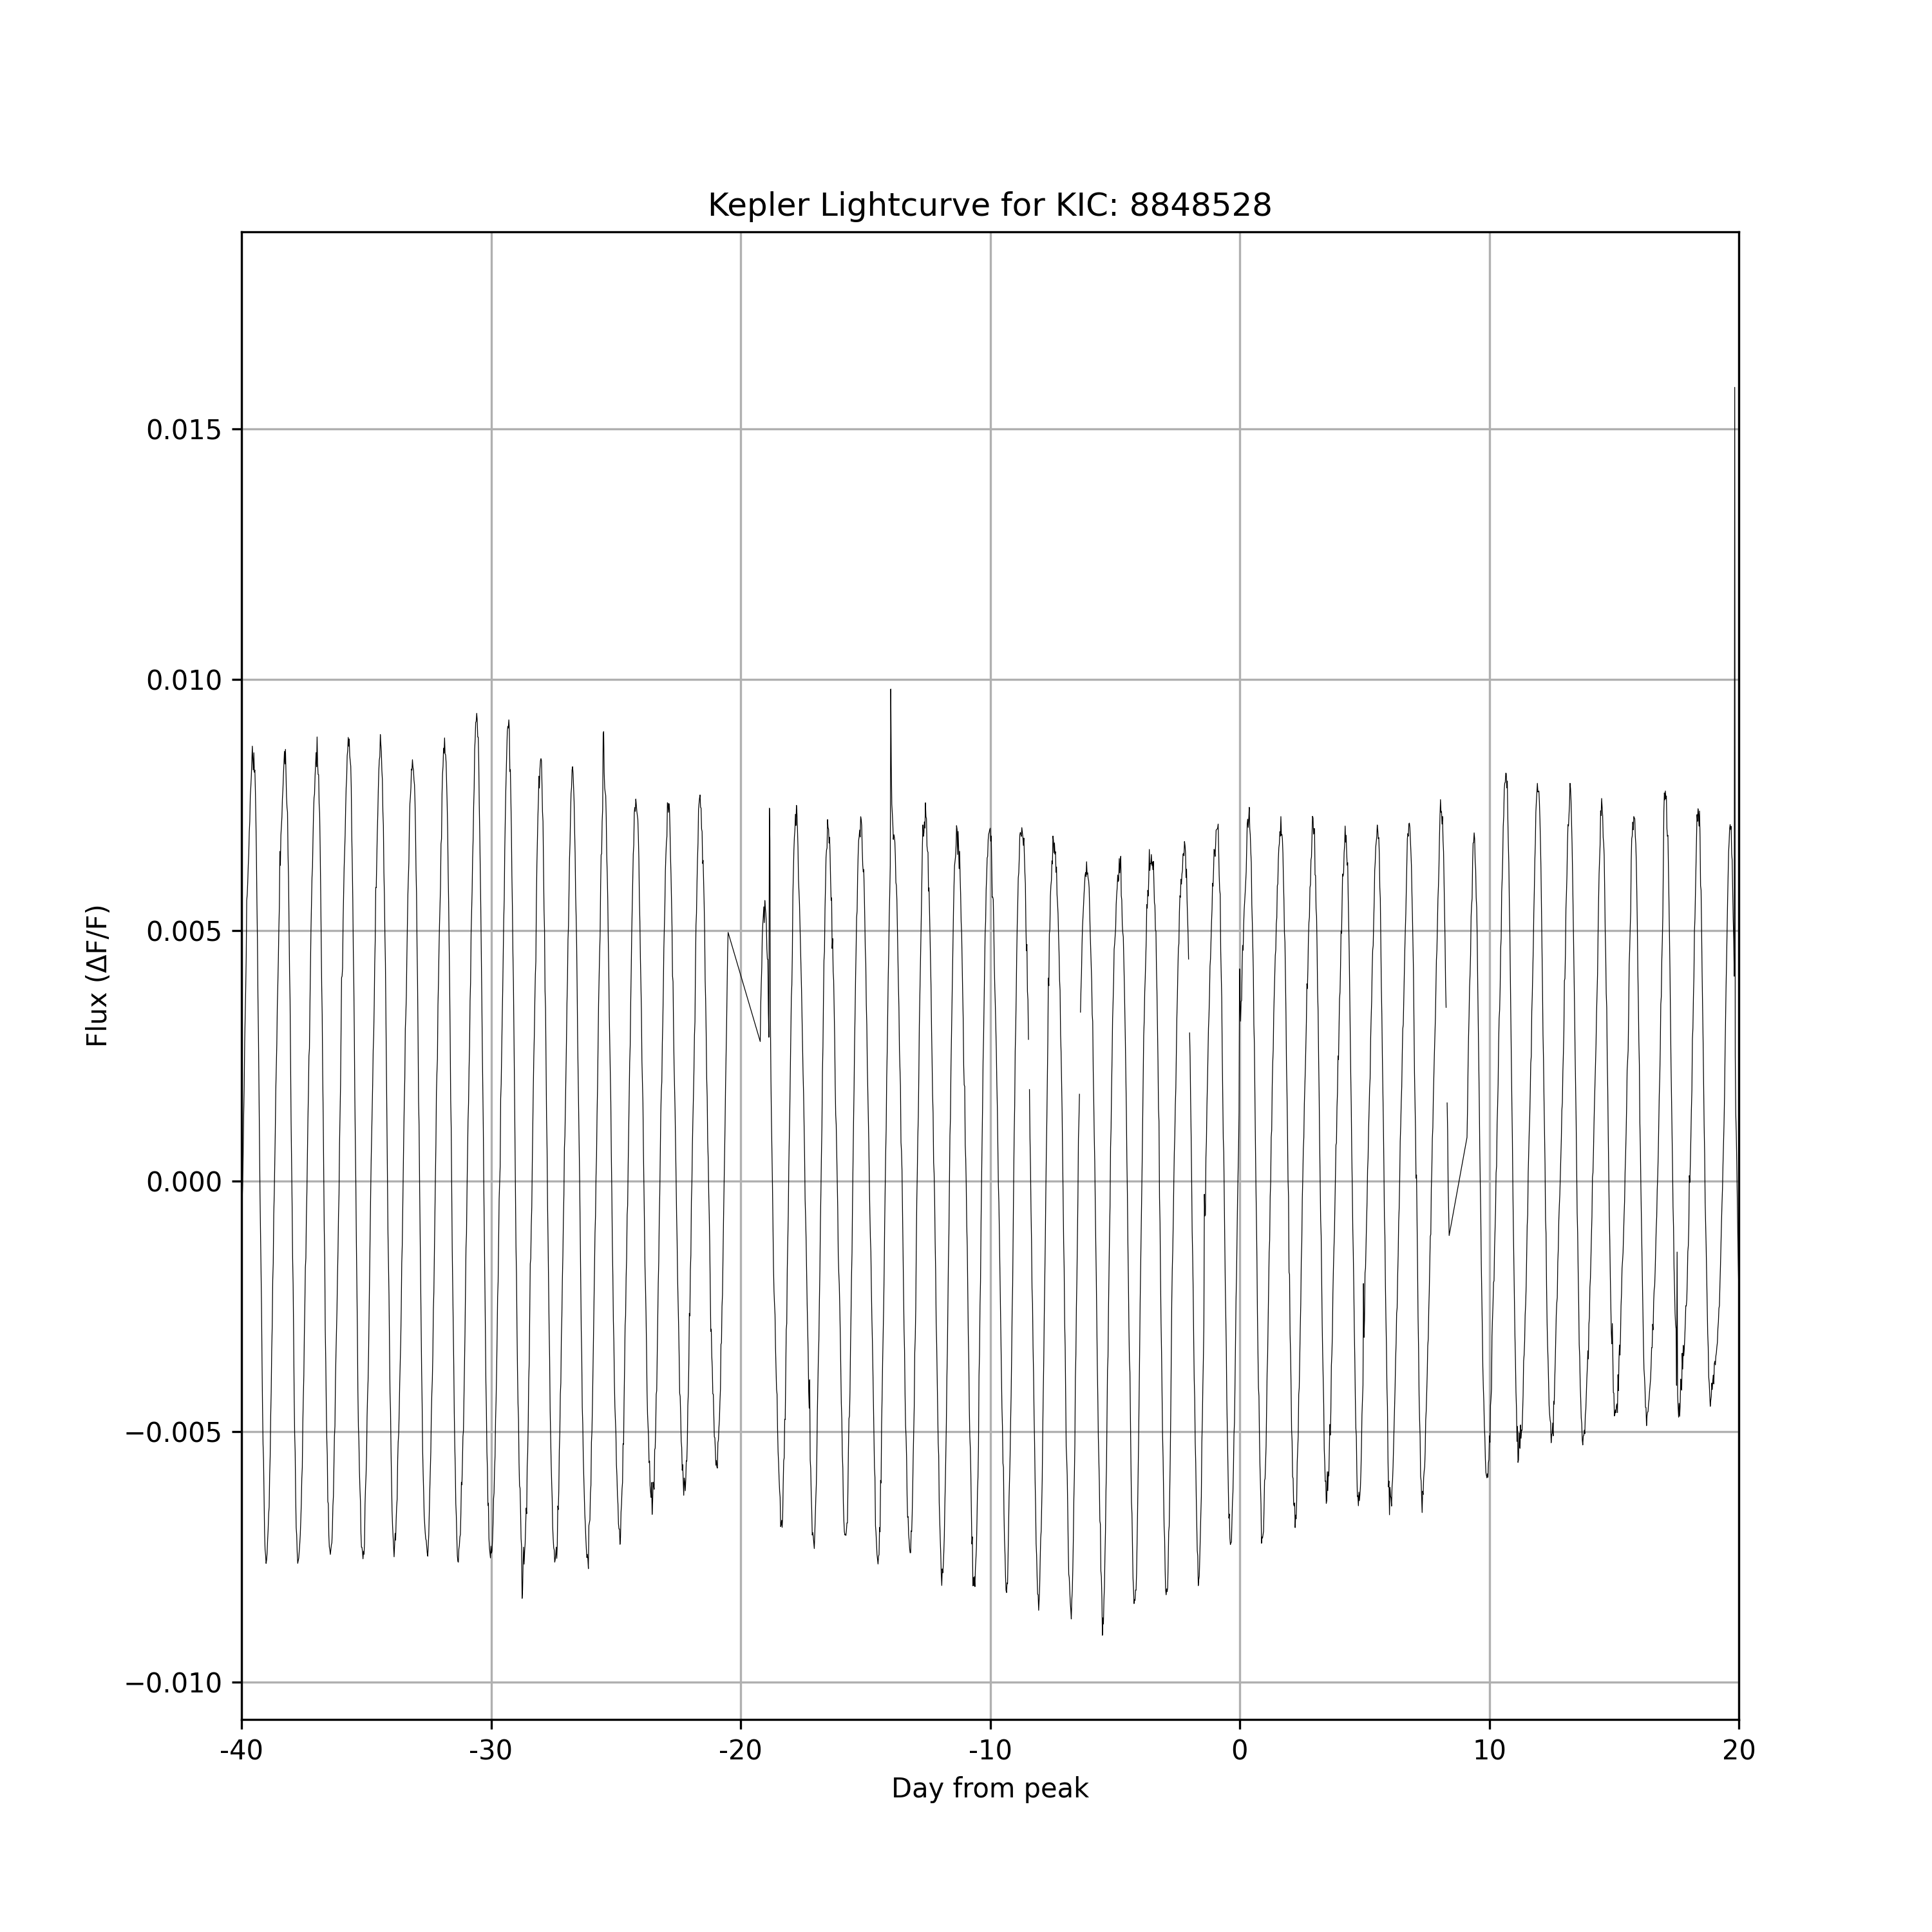 Kepler Lightcurve for KIC: 8848528
Flux (ΔF/F)
0.015
0.010
0.005
0.000
−0.005
−0.010
-40 -30 -20 -10 0 10 20
Day from peak